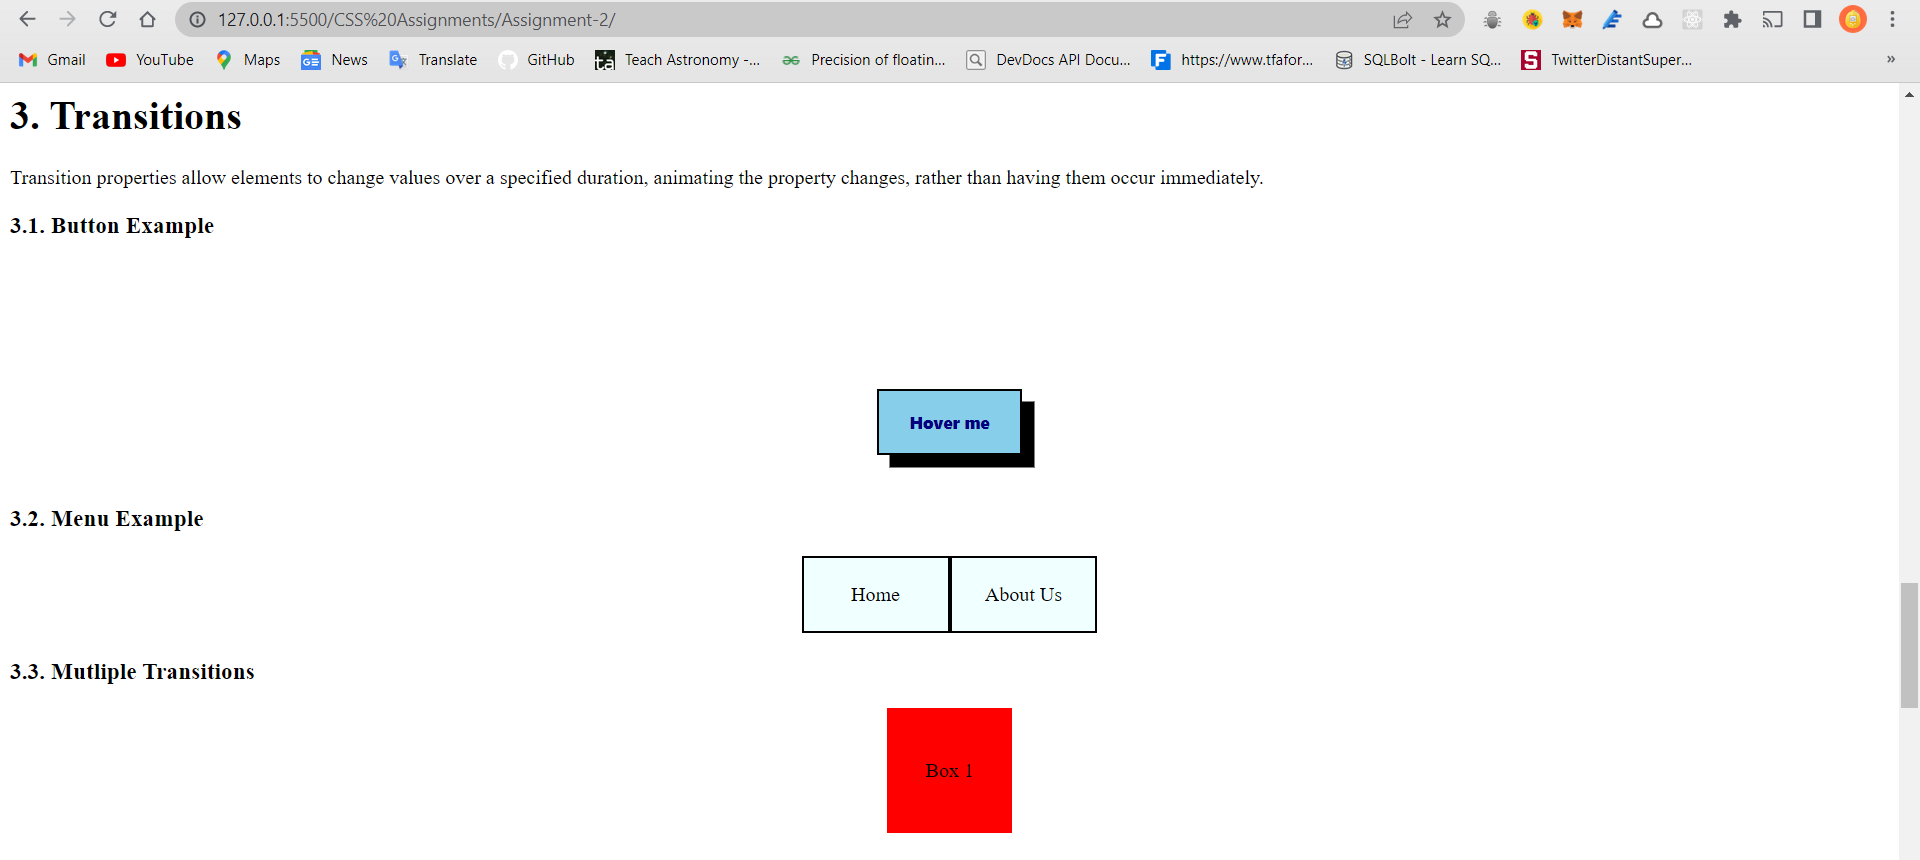 127.0.0.1:5500/CSS%20Assignments/Assignment-2/
Gmail YouTube Maps News Translate GitHub Teach Astronomy -... Precision of floatin... DevDocs API Docu... https://www.tfafor... SQLBolt - Learn SQ... TwitterDistantSuper... »
3. Transitions
Transition properties allow elements to change values over a specified duration, animating the property changes, rather than having them occur immediately.
3.1. Button Example
Hover me
3.2. Menu Example
Home About Us
3.3. Mutliple Transitions
Box 1